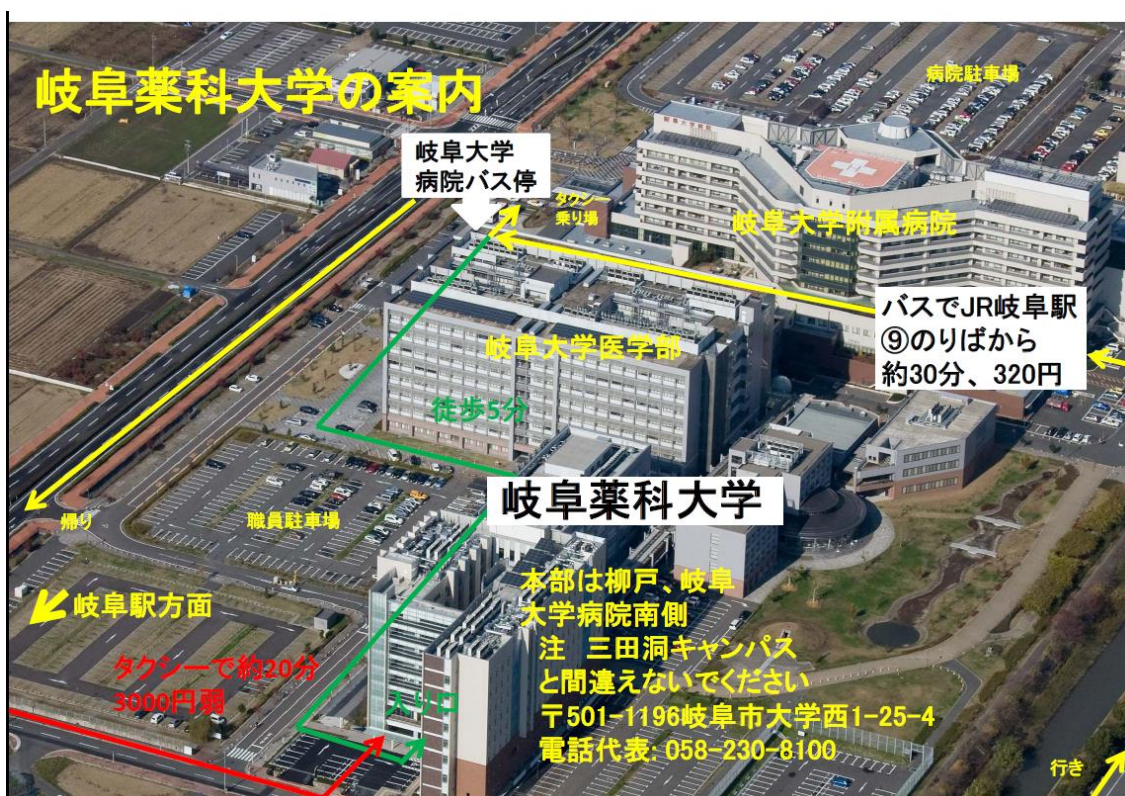 岐阜薬科大学の案内
病院駐車場
岐阜大学
病院バス停
タクシー
乗り場
岐阜大学附属病院
バスでJR岐阜駅
⑨のりばから
約30分、320円
岐阜大学医学部
徒歩5分
岐阜薬科大学
帰り
職員駐車場
本部は柳戸、岐阜
大学病院南側
注 三田洞キャンパス
と間違えないでください
〒501-1196岐阜市大学西1-25-4
電話代表: 058-230-8100
岐阜駅方面
タクシーで約20分
3000円弱
入り口
行き